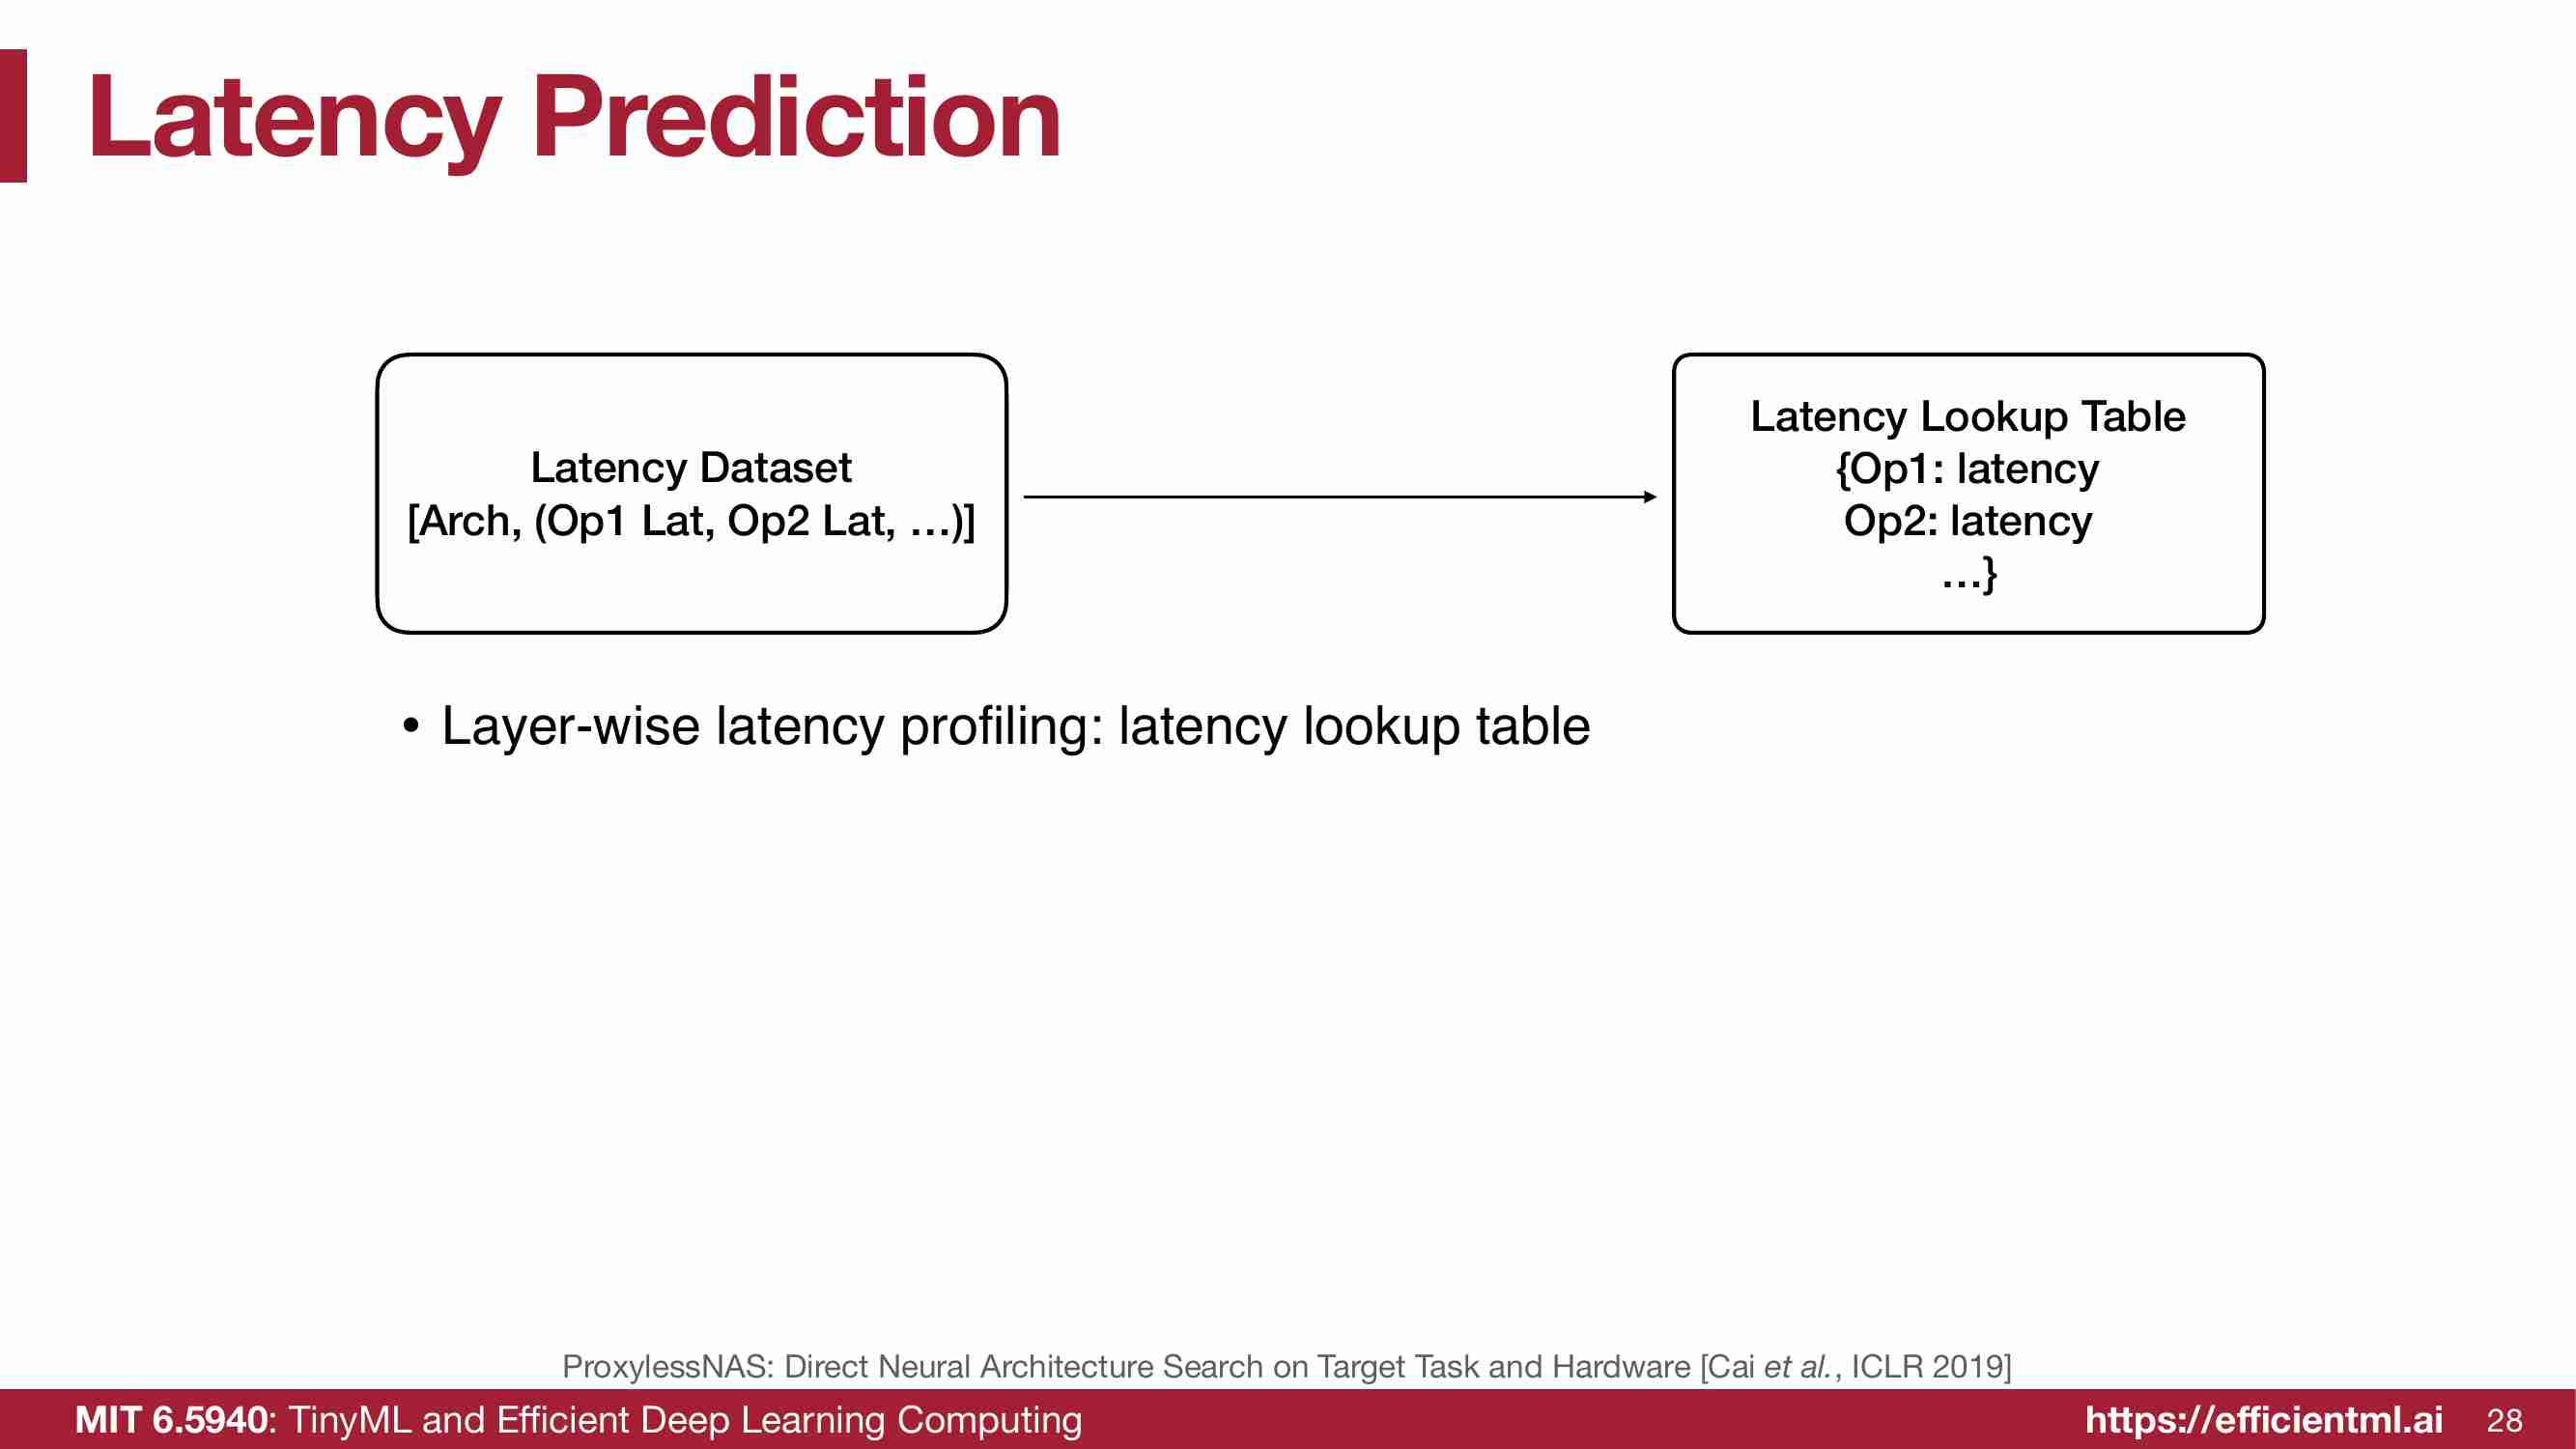 Latency Prediction
Latency Dataset
[Arch, (Op1 Lat, Op2 Lat, …)]
Latency Lookup Table
{Op1: latency
Op2: latency
…}
• Layer-wise latency profiling: latency lookup table
ProxylessNAS: Direct Neural Architecture Search on Target Task and Hardware [Cai et al., ICLR 2019]
MIT 6.5940: TinyML and Efficient Deep Learning Computing
https://efficientml.ai 28